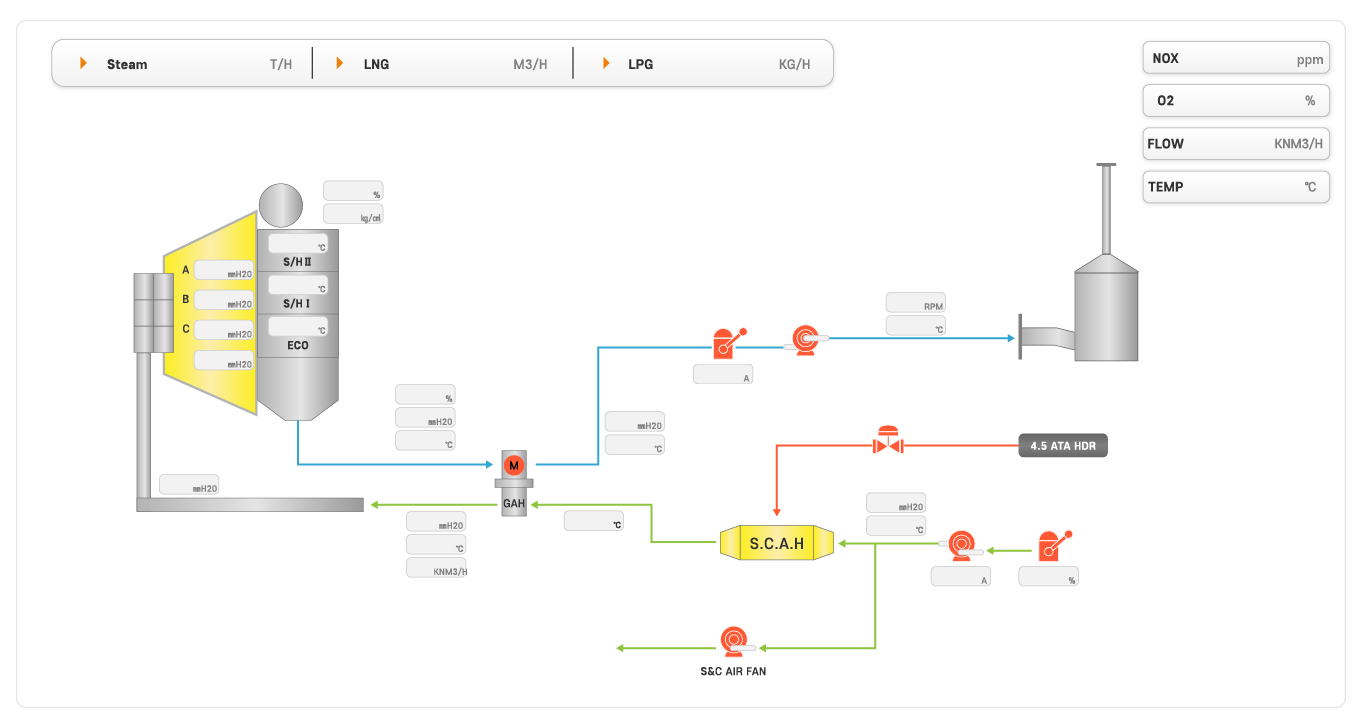 Steam T/H LNG M3/H LPG KG/H
NOX ppm
O2 %
FLOW KNM3/H
TEMP ℃
%
kg/㎠
℃
S/H II
A mmH20
℃
B mmH20
S/H I
C mmH20
℃
ECO
mmH20
RPM
℃
A
%
mmH20
℃
mmH20
℃
4.5 ATA HDR
M
GAH
mmH20
mmH20
℃
KNM3/H
℃
mmH20
℃
S.C.A.H
A
%
S&C AIR FAN